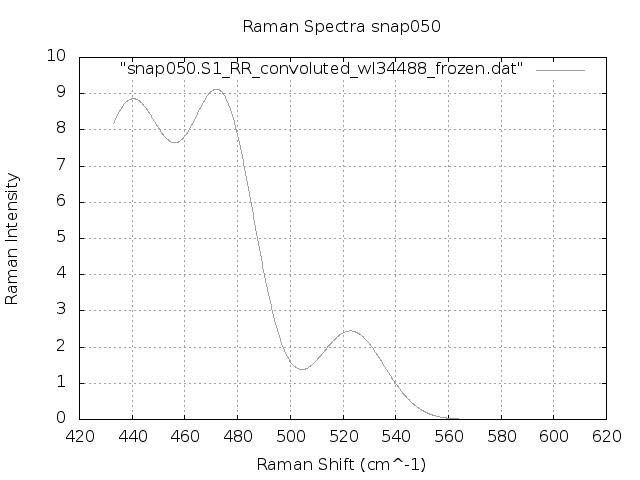 Raman Spectra snap050
"snap050.S1_RR_convoluted_wl34488_frozen.dat"
10
9
8
7
6
5
4
3
2
1
0
Raman Intensity
420 440 460 480 500 520 540 560 580 600 620
Raman Shift (cm^-1)